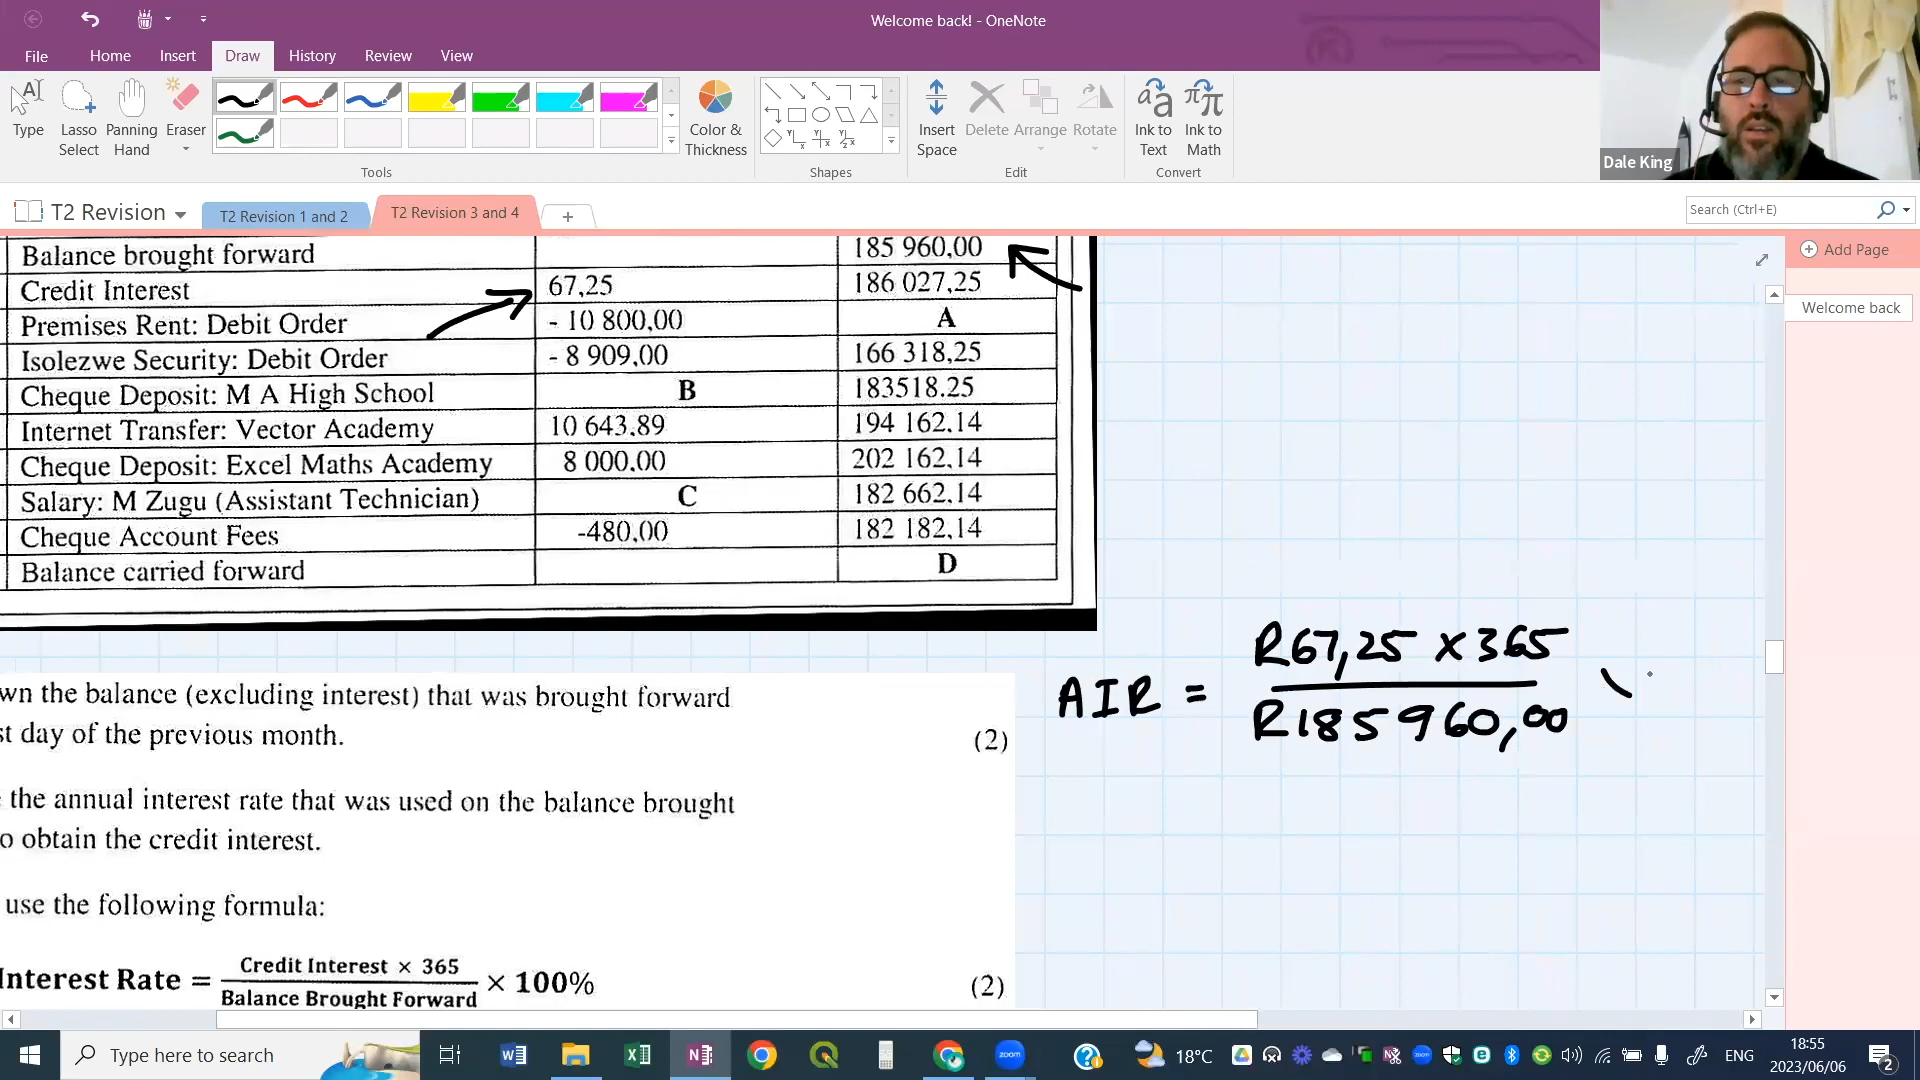 Welcome back! - OneNote
File Home Insert Draw History Review View
Type
Lasso Select
Panning Hand
Eraser
Color & Thickness
Insert Space
Delete
Arrange
Rotate
Ink to Text
Ink to Math
Tools
Shapes
Edit
Convert
Dale King
T2 Revision
T2 Revision 1 and 2
T2 Revision 3 and 4
Search (Ctrl+E)
Add Page
Welcome back
Balance brought forward 185 960,00
Credit Interest 67,25 186 027,25
Premises Rent: Debit Order - 10 800,00 A
Isolezwe Security: Debit Order - 8 909,00 166 318,25
Cheque Deposit: M A High School B 183518.25
Internet Transfer: Vector Academy 10 643,89 194 162,14
Cheque Deposit: Excel Maths Academy 8 000,00 202 162,14
Salary: M Zugu (Assistant Technician) C 182 662,14
Cheque Account Fees -480,00 182 182,14
Balance carried forward D
AIR = R67,25 x 365
R185 960,00
wn the balance (excluding interest) that was brought forward
st day of the previous month. (2)
e the annual interest rate that was used on the balance brought
o obtain the credit interest.
use the following formula:
Interest Rate = Credit Interest × 365
Balance Brought Forward × 100% (2)
Type here to search
18°C
ENG
18:55
2023/06/06
2